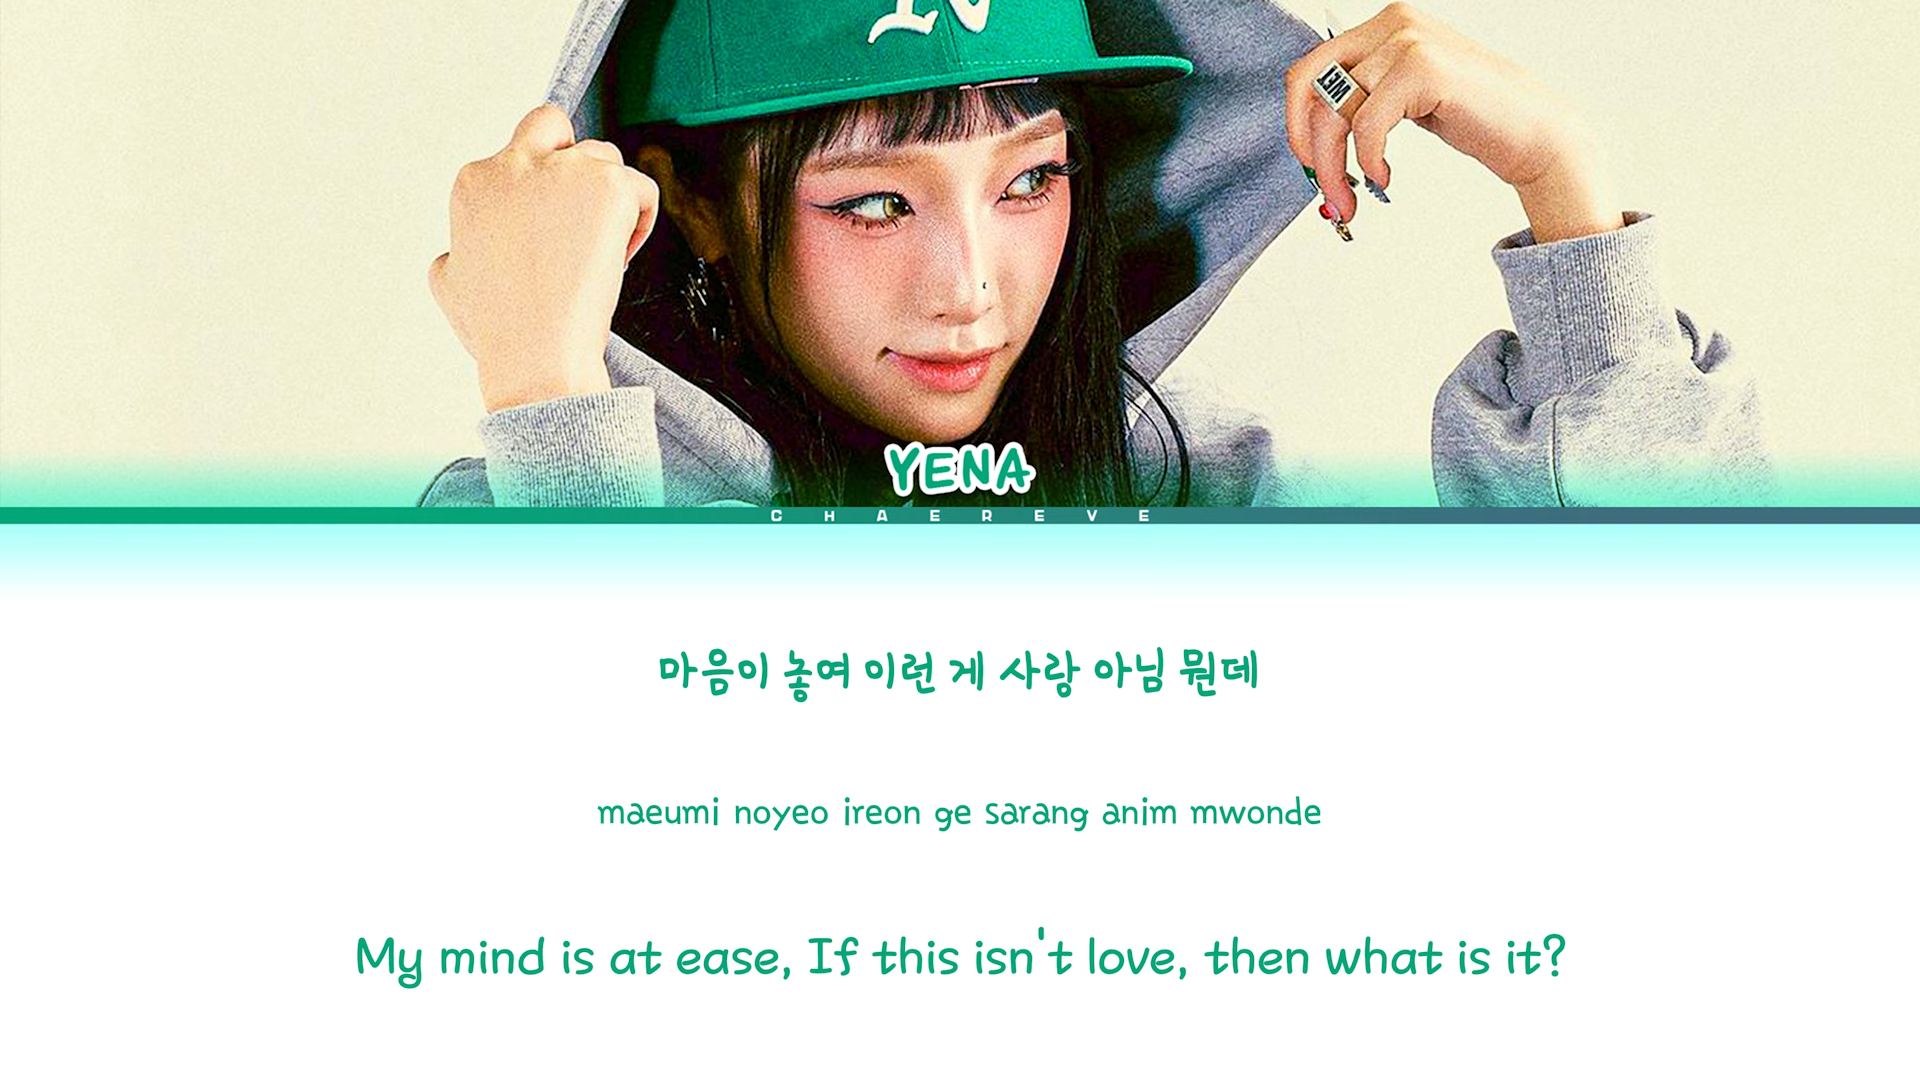 YENA
CHAEREVE
마음이 놓여 이런 게 사랑 아님 뭔데
maeumi noyeo ireon ge sarang anim mwonde
My mind is at ease, If this isn't love, then what is it?